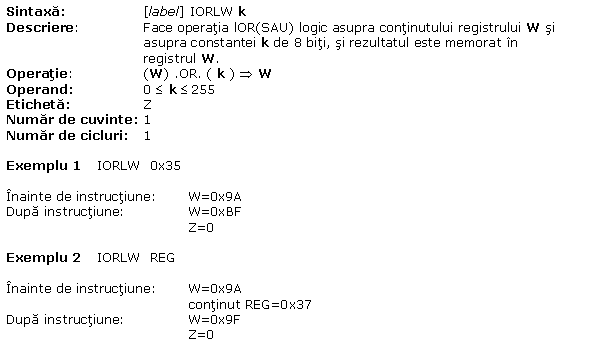 Sintaxă: [label] IORLW k
Descriere: Face operaţia lOR(SAU) logic asupra conţinutului registrului W şi
asupra constantei k de 8 biţi, şi rezultatul este memorat în
registrul W.
Operaţie: (W) .OR. ( k ) ⇒ W
Operand: 0 ≤ k ≤ 255
Etichetă: Z
Număr de cuvinte: 1
Număr de cicluri: 1
Exemplu 1 IORLW 0x35
Înainte de instrucţiune: W=0x9A
După instrucţiune: W=0xBF
Z=0
Exemplu 2 IORLW REG
Înainte de instrucţiune: W=0x9A
conţinut REG=0x37
După instrucţiune: W=0x9F
Z=0